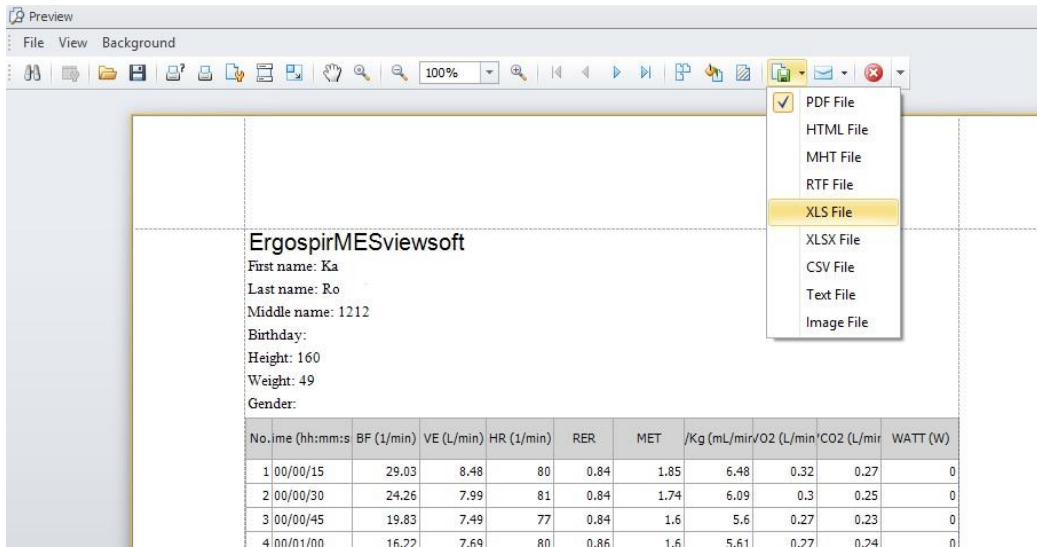 Preview
File View Background
100%
PDF File
HTML File
MHT File
RTF File
XLS File
XLSX File
CSV File
Text File
Image File
ErgospirMESviewsoft
First name: Ka
Last name: Ro
Middle name: 1212
Birthday:
Height: 160
Weight: 49
Gender:
No. ime (hh:mm:s BF (1/min) VE (L/min) HR (1/min) RER MET /Kg (mL/min VO2 (L/min CO2 (L/min WATT (W)
1 00/00/15 29.03 8.48 80 0.84 1.85 6.48 0.32 0.27 0
2 00/00/30 24.26 7.99 81 0.84 1.74 6.09 0.3 0.25 0
3 00/00/45 19.83 7.49 77 0.84 1.6 5.6 0.27 0.23 0
4 00/01/00 16.22 7.69 80 0.86 1.6 5.61 0.27 0.24 0